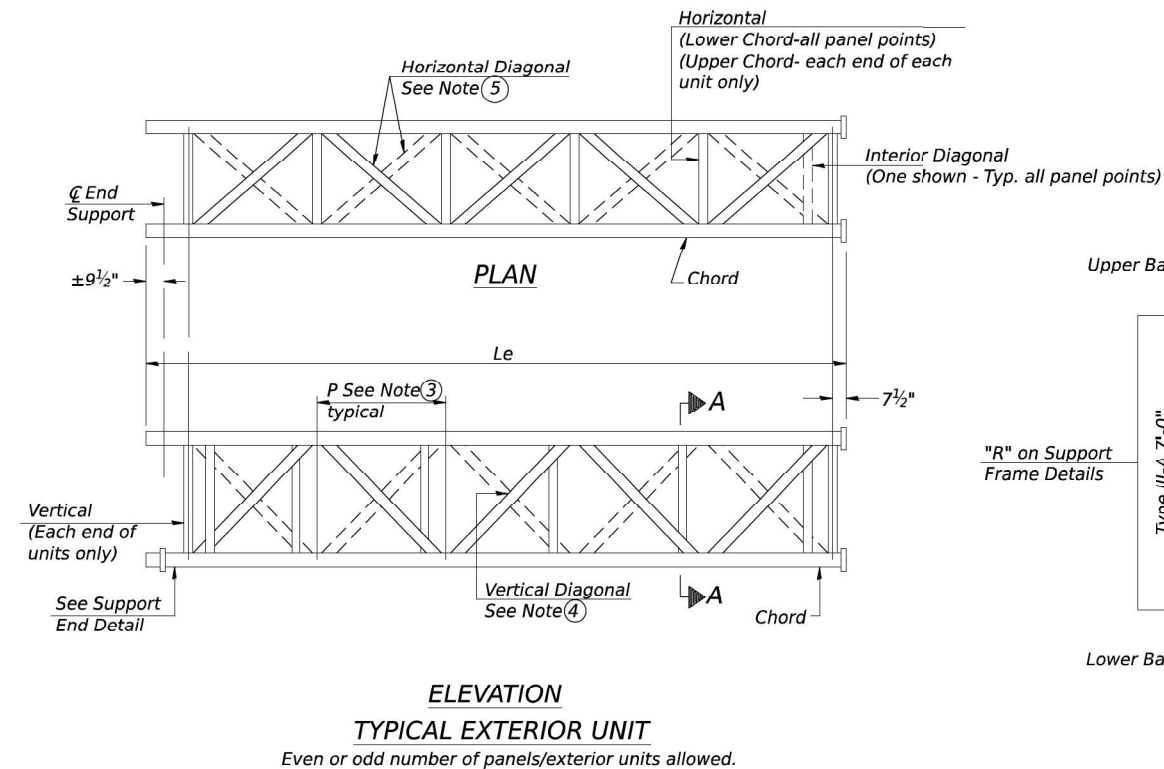 Horizontal
(Lower Chord-all panel points)
(Upper Chord- each end of each
unit only)
Horizontal Diagonal
See Note 5
Interior Diagonal
(One shown - Typ. all panel points)
℄ End
Support
±9½"
PLAN
Chord
Upper Ba
Le
P See Note 3
typical
A
7½"
"R" on Support
Frame Details
Vertical
(Each end of
units only)
Vertical Diagonal
See Note 4
A
Chord
See Support
End Detail
Lower Ba
ELEVATION
TYPICAL EXTERIOR UNIT
Even or odd number of panels/exterior units allowed.